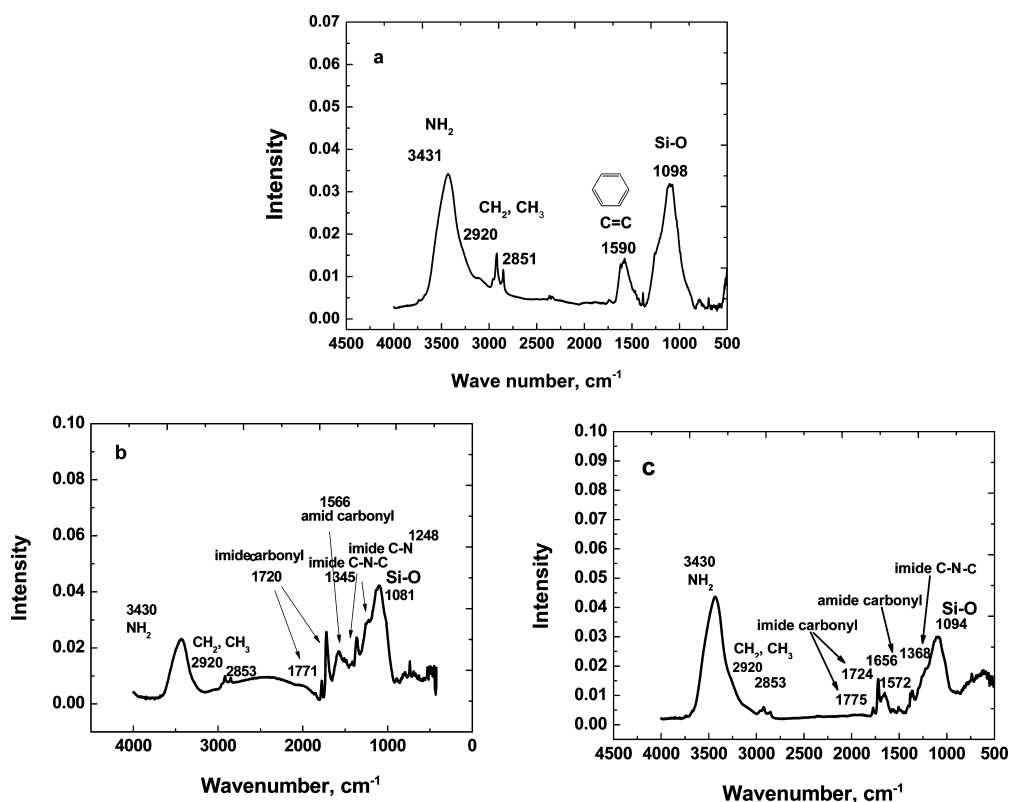 0.07
0.06
0.05
0.04
0.03
0.02
0.01
0.00
Intensity
a
NH2
3431
CH2, CH3
2920
2851
C=C
1590
Si-O
1098
4500 4000 3500 3000 2500 2000 1500 1000 500
Wave number, cm-1
0.10
0.08
0.06
0.04
0.02
0.00
Intensity
b
1566
amid carbonyl
imide carbonyl
1720
imide C-N 1248
imide C-N-C
1345
Si-O
1081
3430
NH2
CH2, CH3
2920 2853
1771
4000 3000 2000 1000 0
Wavenumber, cm-1
0.10
0.09
0.08
0.07
0.06
0.05
0.04
0.03
0.02
0.01
0.00
Intensity
c
3430
NH2
imide C-N-C
amide carbonyl
Si-O
1094
imide carbonyl
CH2, CH3
2920
2853
1724
1775
1656
1572
1368
4500 4000 3500 3000 2500 2000 1500 1000 500
Wavenumber, cm-1